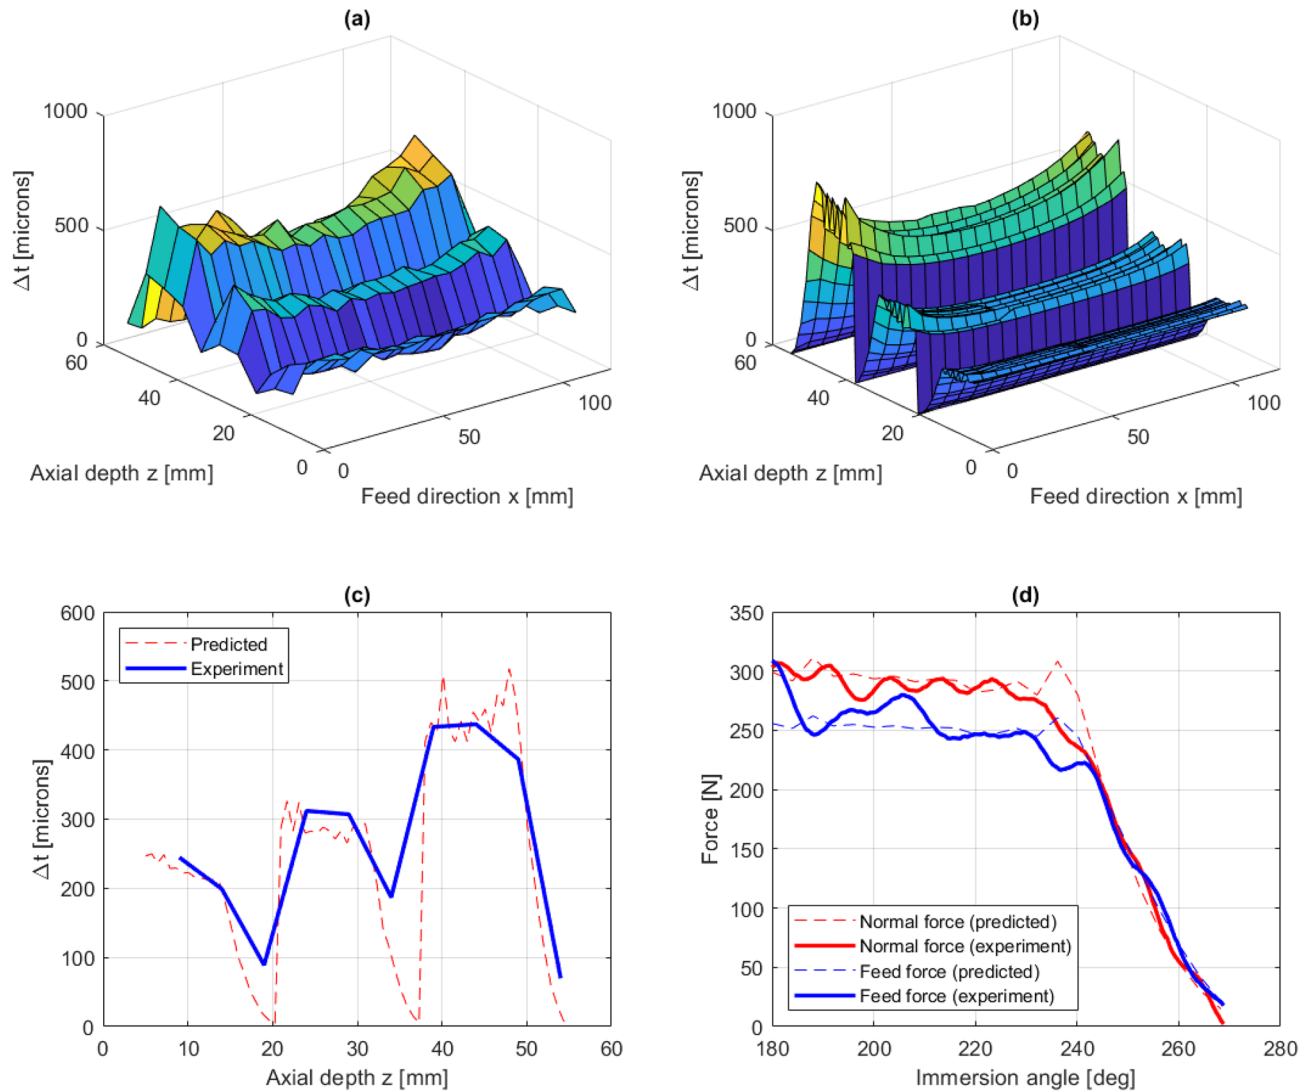 (a)
1000
500
0
Δt [microns]
60
40
20
0
Axial depth z [mm]
0
50
100
Feed direction x [mm]
(b)
1000
500
0
Δt [microns]
60
40
20
0
Axial depth z [mm]
0
50
100
Feed direction x [mm]
(c)
600
500
400
300
200
100
0
Δt [microns]
Predicted
Experiment
0 10 20 30 40 50 60
Axial depth z [mm]
(d)
350
300
250
200
150
100
50
0
Force [N]
Normal force (predicted)
Normal force (experiment)
Feed force (predicted)
Feed force (experiment)
180 200 220 240 260 280
Immersion angle [deg]